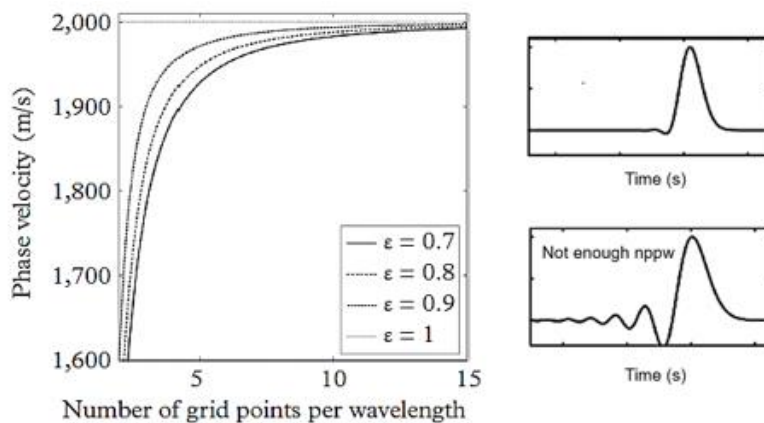 2,000
1,900
1,800
1,700
1,600
Phase velocity (m/s)
ε = 0.7
ε = 0.8
ε = 0.9
ε = 1
5
10
15
Number of grid points per wavelength
Time (s)
Not enough nppw
Time (s)